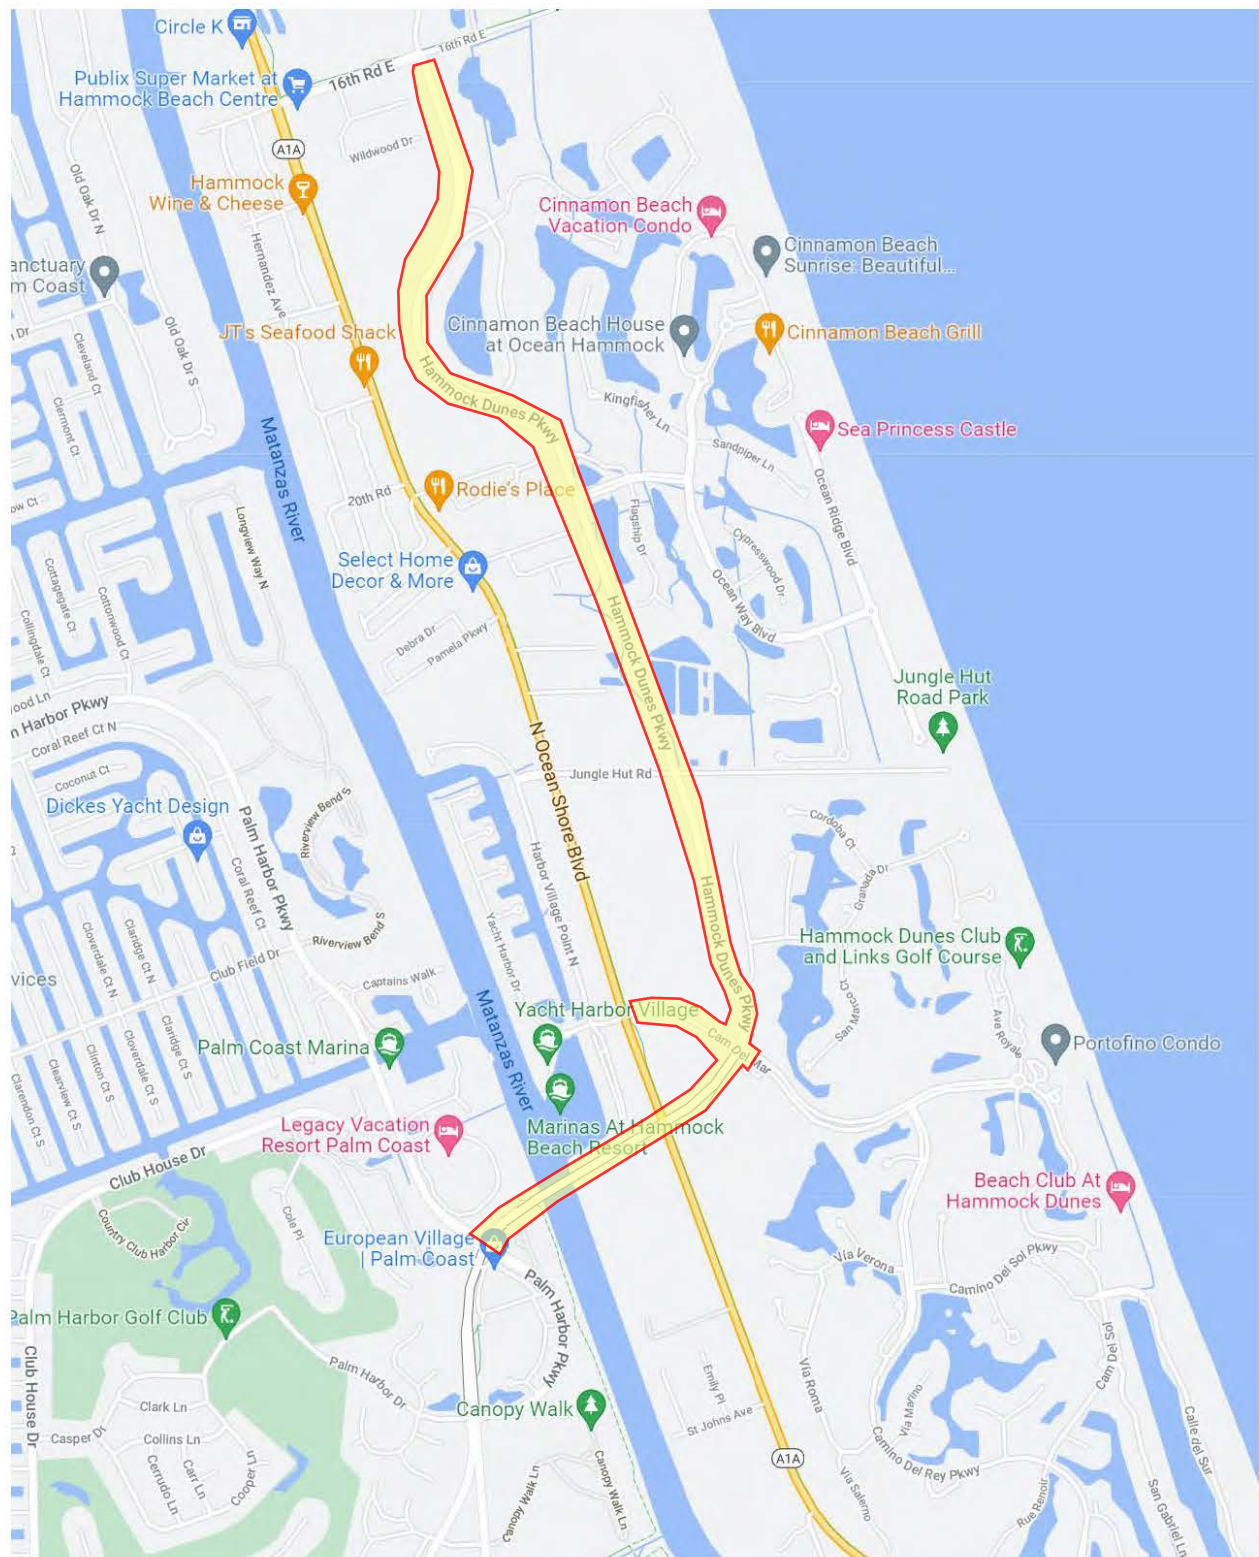 Circle K
16th Rd E
16th Rd E
Publix Super Market at
Hammock Beach Centre
A1A
Wildwood Dr
Old Oak Dr N
Hammock
Wine & Cheese
Cinnamon Beach
Vacation Condo
Cinnamon Beach
Sunrise: Beautiful...
Hernandez Ave
anctuary
m Coast
Dr
Cleveland Ct
Old Oak Dr S
JT's Seafood Shack
Cinnamon Beach House
at Ocean Hammock
Cinnamon Beach Grill
Clermont Ct
Hammock Dunes Pkwy
Kingfisher Ln
Sea Princess Castle
Sandpiper Ln
Matanzas River
20th Rd
Rodie's Place
Ocean Ridge Blvd
ow Ct
Longview Way N
Flagship Dr
Cypresswood Dr
Select Home
Decor & More
Cottagegate Ct
Cottonwood Ct
Collingdale Ct
Ocean Way Blvd
Hammock Dunes Pkwy
Debra Dr
Pamela Pkwy
Jungle Hut
Road Park
ood Ln
m Harbor Pkwy
Coral Reef Ct N
N Ocean Shore Blvd
Coconut Ct
Jungle Hut Rd
Dickes Yacht Design
Riverview Bend S
Palm Harbor Pkwy
Cordoba Ct
Coral Reef Ct
Harbor Village Point N
Granada Dr
Hammock Dunes Pkwy
Claridge Ct N
Cloverdale Ct N
Riverview Bend S
Yacht Harbor Dr
Hammock Dunes Club
and Links Golf Course
Club Field Dr
vices
Captains Walk
San Marco Ct
Ave Royale
Yacht Harbor Village
Matanzas River
Cam Del Mar
Palm Coast Marina
Portofino Condo
Claridge Ct S
Cloverdale Ct S
Clinton Ct S
Clearview Ct S
Clarendon Ct S
Legacy Vacation
Resort Palm Coast
Marinas At Hammock
Beach Resort
Club House Dr
Beach Club At
Hammock Dunes
Country Club Harbor Cir
Cole Pl
European Village
| Palm Coast
Vía Verona
Camino Del Sol Pkwy
Palm Harbor Pkwy
Palm Harbor Golf Club
Club House Dr
Palm Harbor Dr
Cam Del Sol
Emily Pl
Vía Roma
Vía Marino
Canopy Walk
St Johns Ave
Clark Ln
Casper Dr
Collins Ln
Calle del Sur
Camino Del Rey Pkwy
A1A
Carr Ln
Cerrudo Ln
Cooper Ln
Canopy Walk Ln
Canopy Walk Ln
Vía Salerno
Rue Renoir
San Gabriel Ln